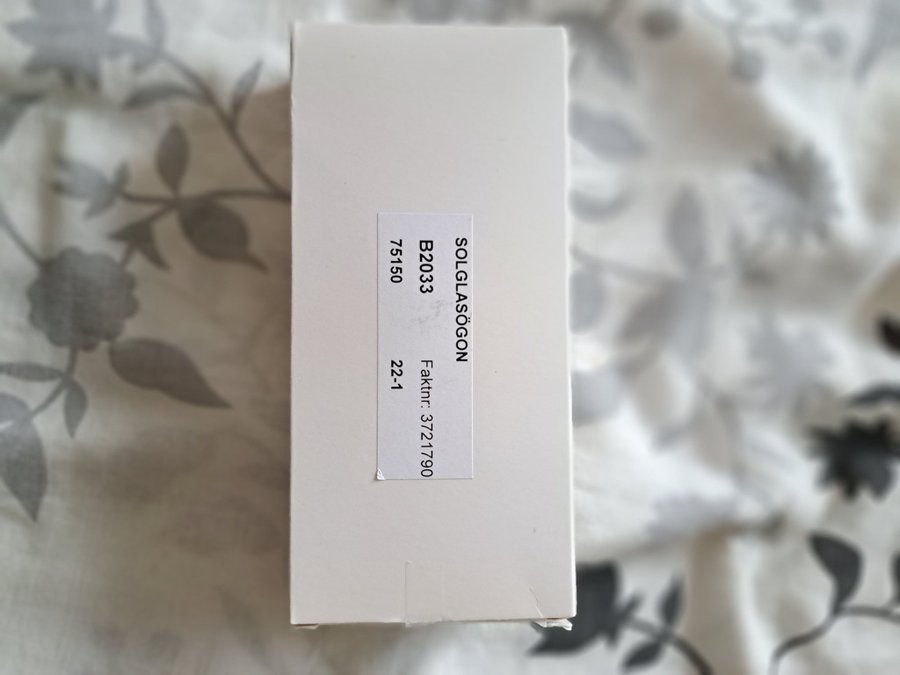 SOLGLASÖGON
B2033 Faktnr: 3721790
75150 22-1